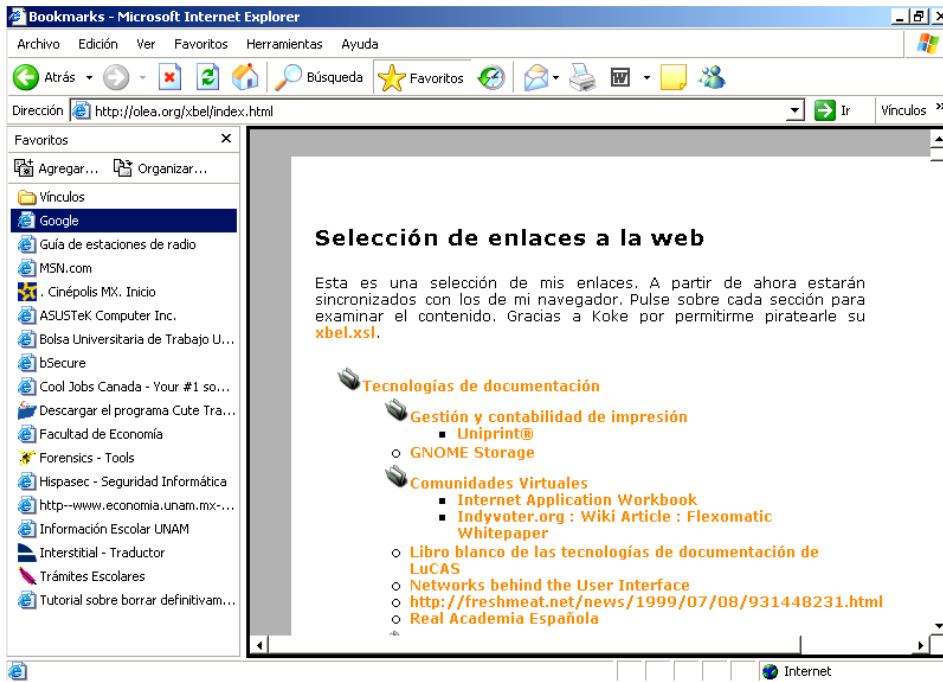 Bookmarks - Microsoft Internet Explorer
Archivo Edición Ver Favoritos Herramientas Ayuda
Atrás Búsqueda Favoritos
Dirección http://olea.org/xbel/index.html Ir Vínculos »
Favoritos
Agregar... Organizar...
Vínculos
Google
Guía de estaciones de radio
MSN.com
. Cinépolis MX. Inicio
ASUSTeK Computer Inc.
Bolsa Universitaria de Trabajo U...
bSecure
Cool Jobs Canada - Your #1 so...
Descargar el programa Cute Tra...
Facultad de Economía
Forensics - Tools
Hispasec - Seguridad Informática
http--www.economia.unam.mx-...
Información Escolar UNAM
Interstitial - Traductor
Trámites Escolares
Tutorial sobre borrar definitivam...
Selección de enlaces a la web
Esta es una selección de mis enlaces. A partir de ahora estarán
sincronizados con los de mi navegador. Pulse sobre cada sección para
examinar el contenido. Gracias a Koke por permitirme piratearle su
xbel.xsl.
Tecnologías de documentación
Gestión y contabilidad de impresión
Uniprint®
GNOME Storage
Comunidades Virtuales
Internet Application Workbook
Indyvoter.org : Wiki Article : Flexomatic
Whitepaper
Libro blanco de las tecnologías de documentación de
LuCAS
Networks behind the User Interface
http://freshmeat.net/news/1999/07/08/931448231.html
Real Academia Española
Internet